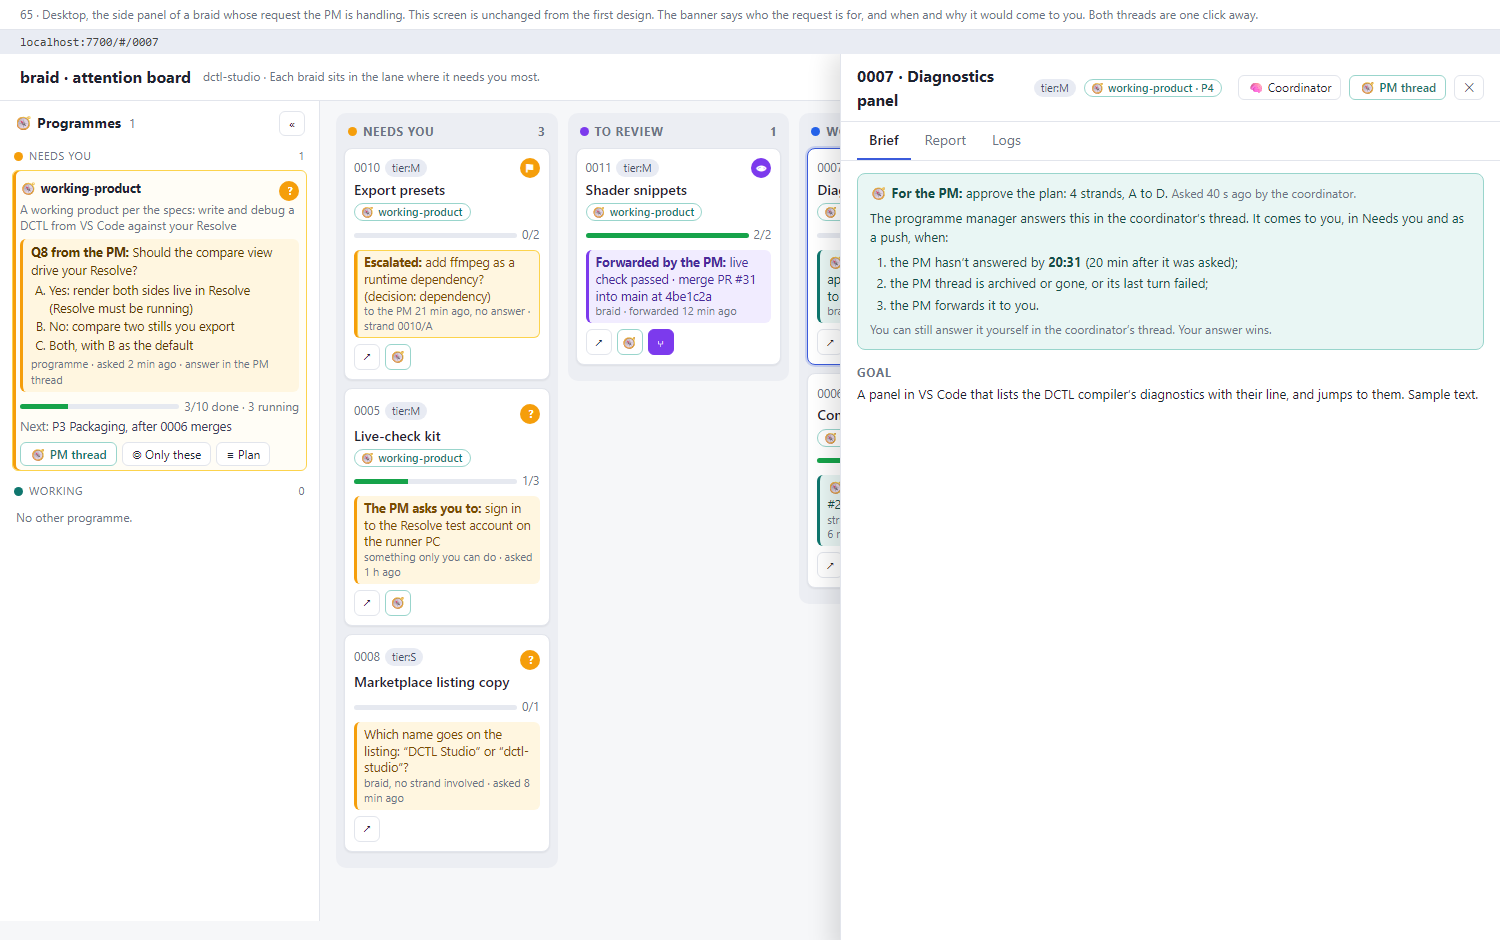 65 · Desktop, the side panel of a braid whose request the PM is handling. This screen is unchanged from the first design. The banner says who the request is for, and when and why it would come to you. Both threads are one click away.
localhost:7700/#/0007
braid · attention board
dctl-studio · Each braid sits in the lane where it needs you most.
Programmes 1
«
NEEDS YOU 1
working-product
?
A working product per the specs: write and debug a
DCTL from VS Code against your Resolve
Q8 from the PM: Should the compare view
drive your Resolve?
A. Yes: render both sides live in Resolve
(Resolve must be running)
B. No: compare two stills you export
C. Both, with B as the default
programme · asked 2 min ago · answer in the PM
thread
3/10 done · 3 running
Next: P3 Packaging, after 0006 merges
PM thread
Only these
≡ Plan
WORKING 0
No other programme.
NEEDS YOU 3
0010 tier:M
Export presets
working-product
0/2
Escalated: add ffmpeg as a
runtime dependency?
(decision: dependency)
to the PM 21 min ago, no answer ·
strand 0010/A
↗
0005 tier:M
?
Live-check kit
working-product
1/3
The PM asks you to: sign in
to the Resolve test account on
the runner PC
something only you can do · asked
1 h ago
↗
0008 tier:S
?
Marketplace listing copy
0/1
Which name goes on the
listing: “DCTL Studio” or “dctl-
studio”?
braid, no strand involved · asked 8
min ago
↗
TO REVIEW 1
0011 tier:M
Shader snippets
working-product
2/2
Forwarded by the PM: live
check passed · merge PR #31
into main at 4be1c2a
braid · forwarded 12 min ago
↗
0007 · Diagnostics
panel
tier:M
working-product · P4
Coordinator
PM thread
✕
Brief
Report
Logs
For the PM: approve the plan: 4 strands, A to D. Asked 40 s ago by the coordinator.
The programme manager answers this in the coordinator’s thread. It comes to you, in Needs you and as
a push, when:
1. the PM hasn’t answered by 20:31 (20 min after it was asked);
2. the PM thread is archived or gone, or its last turn failed;
3. the PM forwards it to you.
You can still answer it yourself in the coordinator’s thread. Your answer wins.
GOAL
A panel in VS Code that lists the DCTL compiler’s diagnostics with their line, and jumps to them. Sample text.